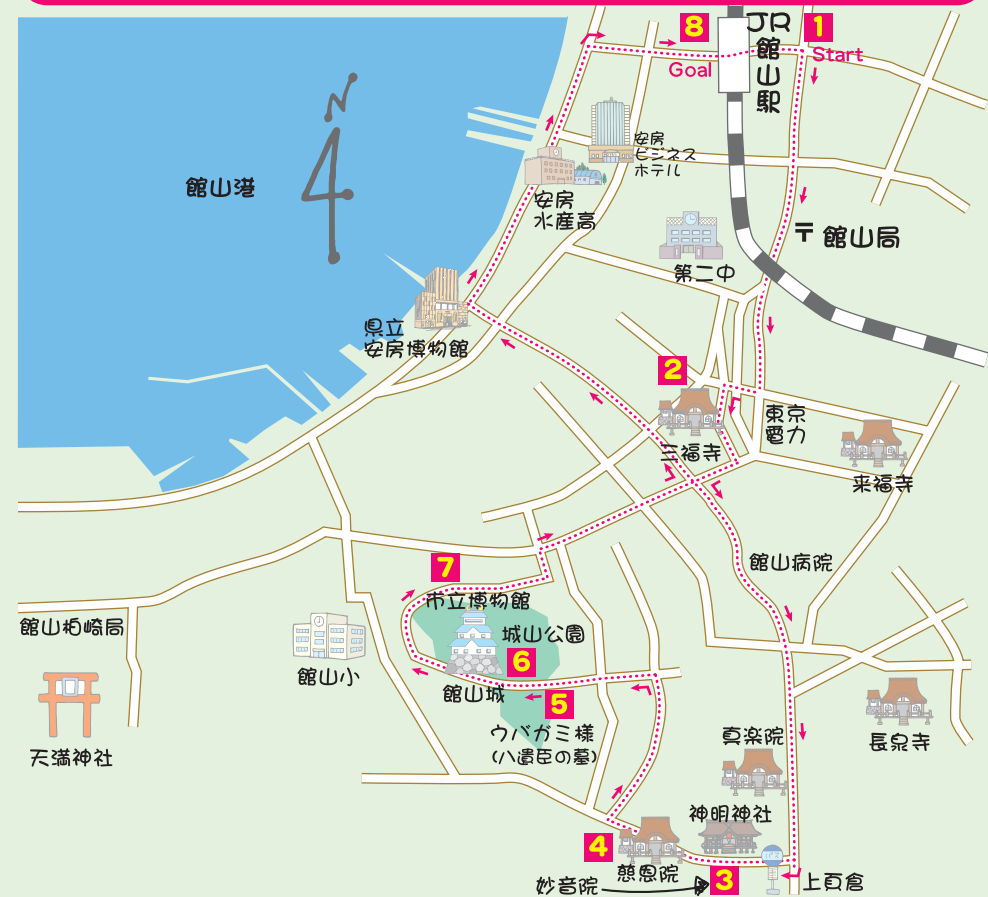 8
JR
館
山
駅
1
Goal
Start
N
安房
ビジネス
ホテル
館山港
安房
水産高
〒 館山局
第二中
県立
安房博物館
2
東京
電力
三福寺
来福寺
館山病院
7
市立博物館
城山公園
6
館山柏崎局
館山小
館山城
5
ウバガミ様
(八遺臣の墓)
天満神社
真楽院
長泉寺
神明神社
4
慈恩院
バス
3
妙音院
上真倉